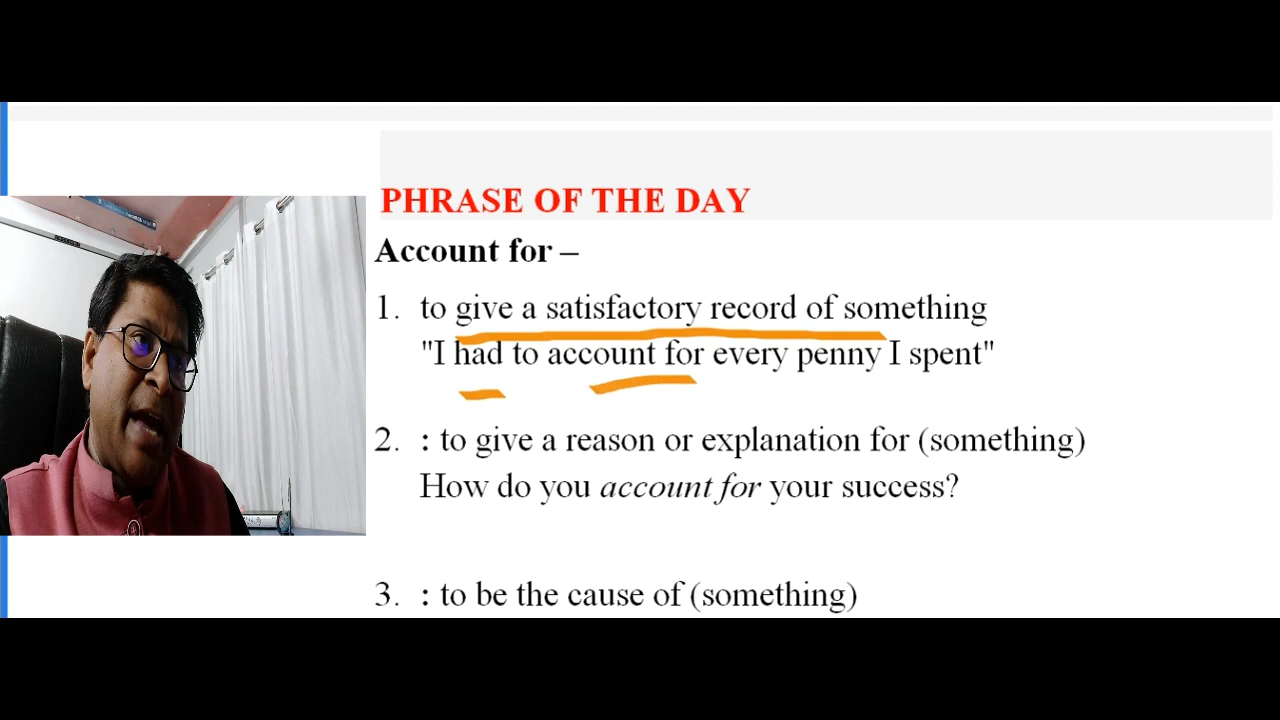 PHRASE OF THE DAY
Account for –
1. to give a satisfactory record of something
"I had to account for every penny I spent"
2. : to give a reason or explanation for (something)
How do you account for your success?
3. : to be the cause of (something)